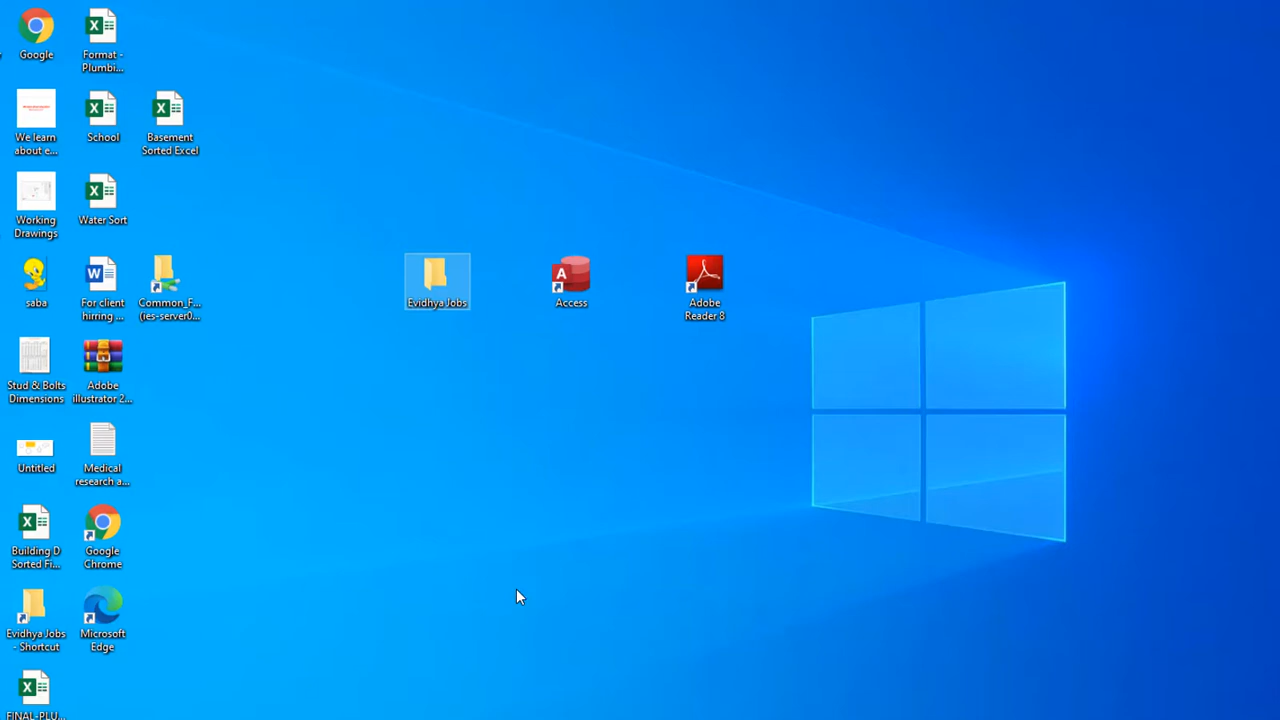 Google
Format -
Plumbi...
We learn
about e...
School
Basement
Sorted Excel
Working
Drawings
Water Sort
saba
For client
hirring ...
Common_F...
(ies-server0...
Evidhya Jobs
Access
Adobe
Reader 8
Stud & Bolts
Dimensions
Adobe
illustrator 2...
Untitled
Medical
research a...
Building D
Sorted Fi...
Google
Chrome
Evidhya Jobs
- Shortcut
Microsoft
Edge
FINAL-PLU...